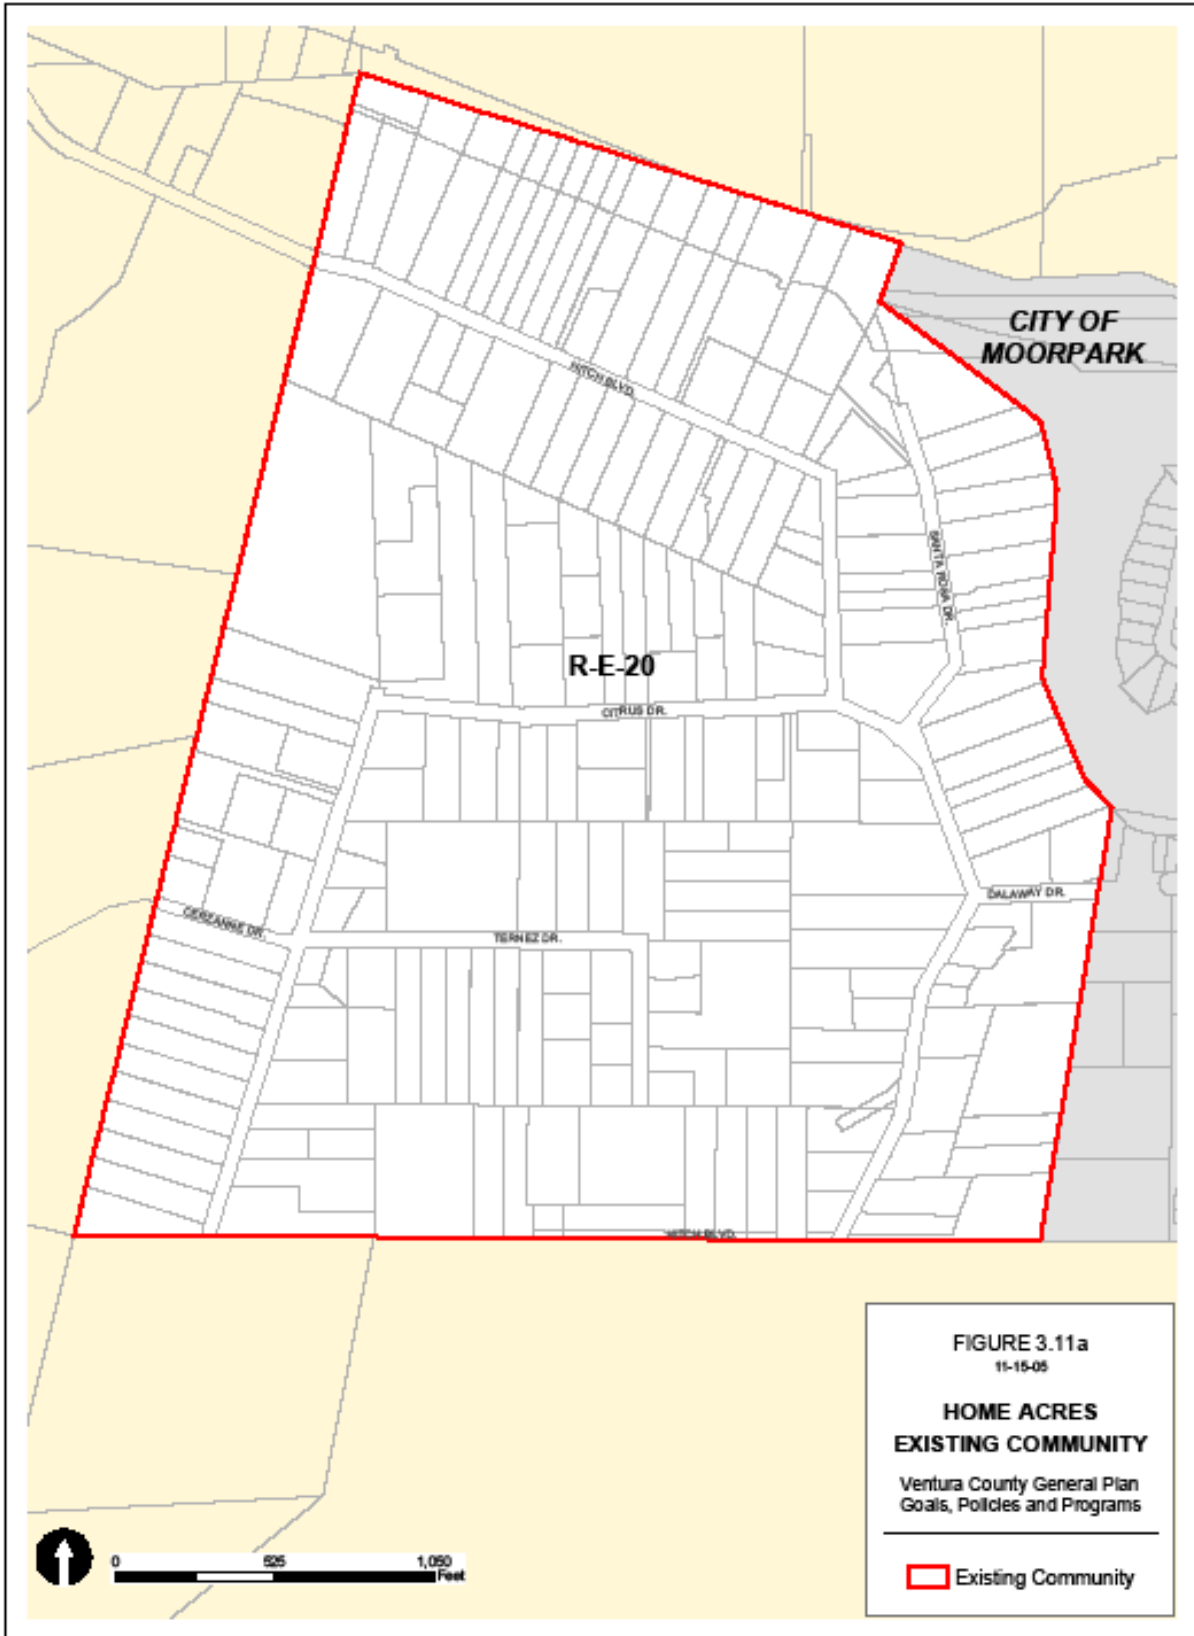 CITY OF
MOORPARK
HITCH BLVD.
SANTA ROSA DR.
R-E-20
CITRUS DR.
DALAWAY DR.
GERZANNE DR.
TERNEZ DR.
HITCH BLVD.
FIGURE 3.11a
11-15-05
HOME ACRES
EXISTING COMMUNITY
Ventura County General Plan
Goals, Policies and Programs
Existing Community
0 525 1,050
Feet